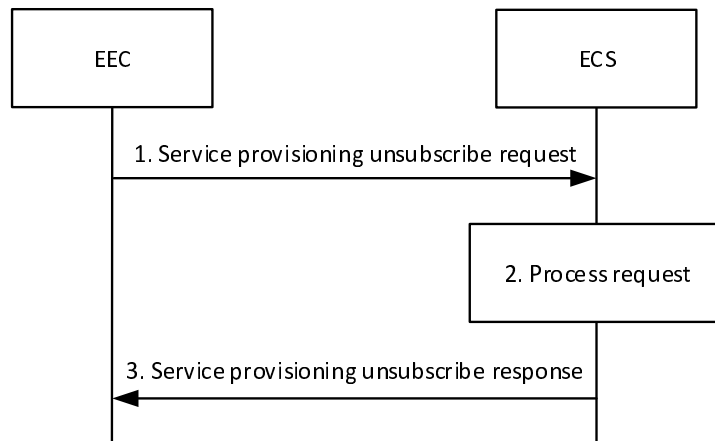 EEC
ECS
1. Service provisioning unsubscribe request
2. Process request
3. Service provisioning unsubscribe response